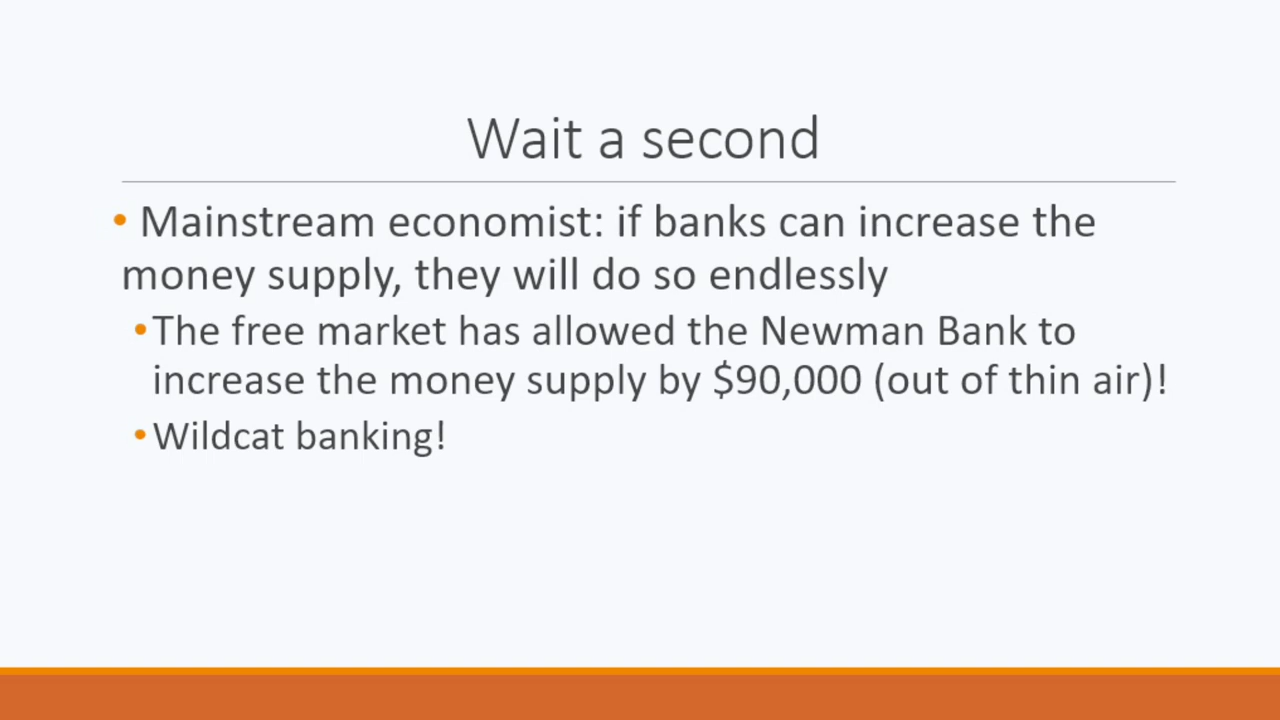 Wait a second
• Mainstream economist: if banks can increase the
money supply, they will do so endlessly
•The free market has allowed the Newman Bank to
increase the money supply by $90,000 (out of thin air)!
•Wildcat banking!